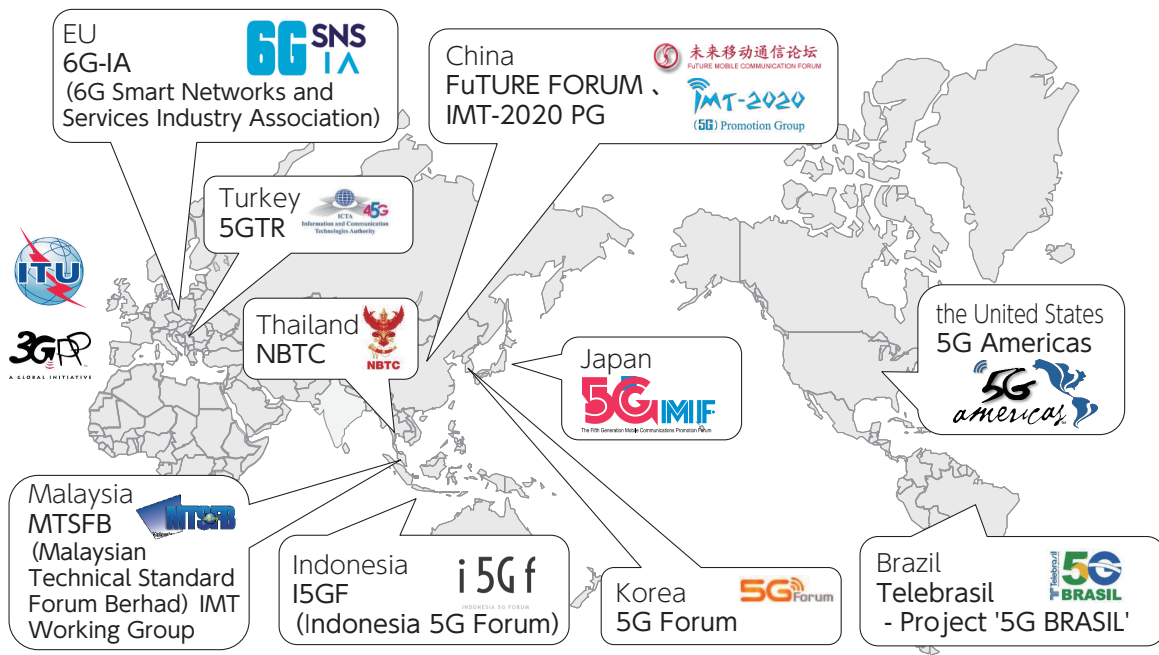 EU
6G-IA
(6G Smart Networks and
Services Industry Association)
6G SNS
IA
China
FuTURE FORUM 、
IMT-2020 PG
未来移动通信论坛
FuTURE MOBILE COMMUNICATION FORUM
IMT-2020
(5G) Promotion Group
Turkey
5GTR
4.5G
ICTA
Information and Communication
Technologies Authority
ITU
3GPP
A GLOBAL INITIATIVE
Thailand
NBTC
NBTC
Japan
5GMF
The Fifth Generation Mobile Communications Promotion Forum
the United States
5G Americas
5G
americas
Malaysia
MTSFB
(Malaysian
Technical Standard
Forum Berhad) IMT
Working Group
MTSFB
Indonesia
I5GF
(Indonesia 5G Forum)
i5Gf
INDONESIA 5G FORUM
Korea
5G Forum
5G Forum
Brazil
Telebrasil
- Project '5G BRASIL'
Telebrasil
5G
BRASIL